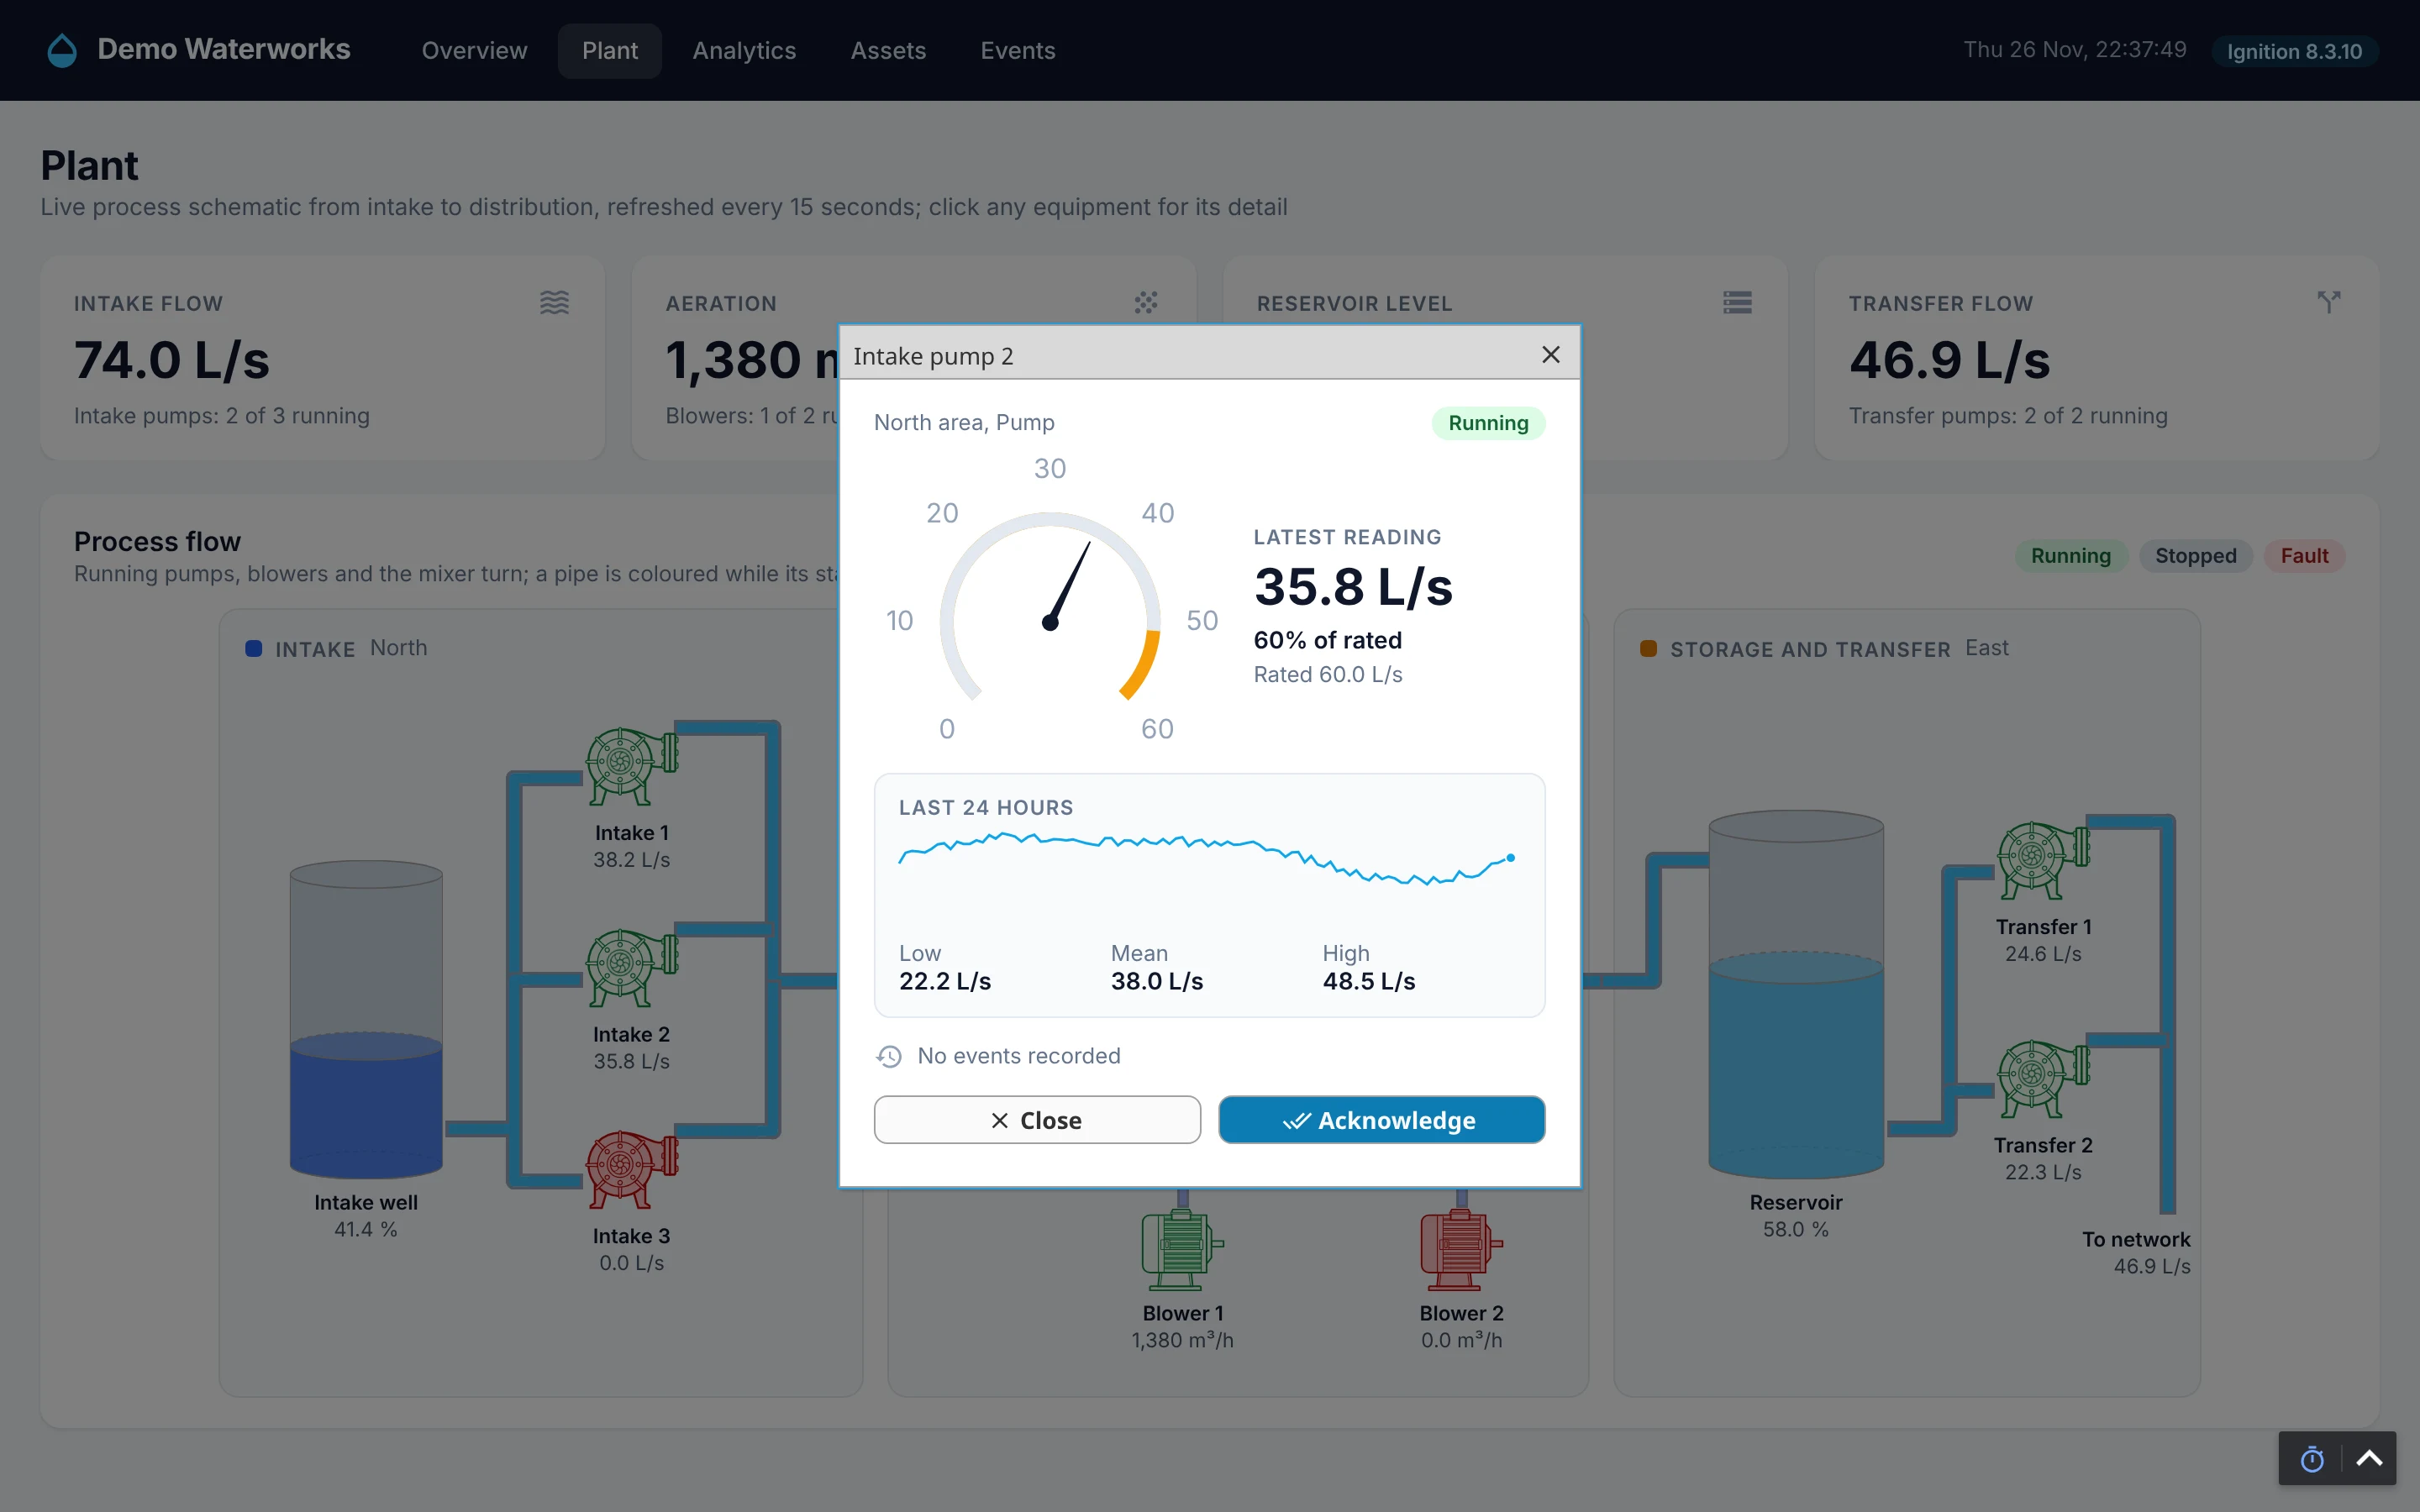 Demo Waterworks
Overview
Plant
Analytics
Assets
Events
Thu 26 Nov, 22:37:49
Ignition 8.3.10
Plant
Live process schematic from intake to distribution, refreshed every 15 seconds; click any equipment for its detail
INTAKE FLOW
74.0 L/s
Intake pumps: 2 of 3 running
AERATION
1,380
Blowers: 1 of 2
RESERVOIR LEVEL
TRANSFER FLOW
46.9 L/s
Transfer pumps: 2 of 2 running
Process flow
Running pumps, blowers and the mixer turn; a pipe is coloured while its
Running
Stopped
Fault
INTAKE North
Intake 1
38.2 L/s
Intake 2
35.8 L/s
Intake 3
0.0 L/s
Intake well
41.4 %
Intake pump 2
North area, Pump
Running
0
10
20
30
40
50
60
LATEST READING
35.8 L/s
60% of rated
Rated 60.0 L/s
LAST 24 HOURS
Low
22.2 L/s
Mean
38.0 L/s
High
48.5 L/s
No events recorded
Close
Acknowledge
Blower 1
1,380 m³/h
Blower 2
0.0 m³/h
STORAGE AND TRANSFER East
Reservoir
58.0 %
Transfer 1
24.6 L/s
Transfer 2
22.3 L/s
To network
46.9 L/s